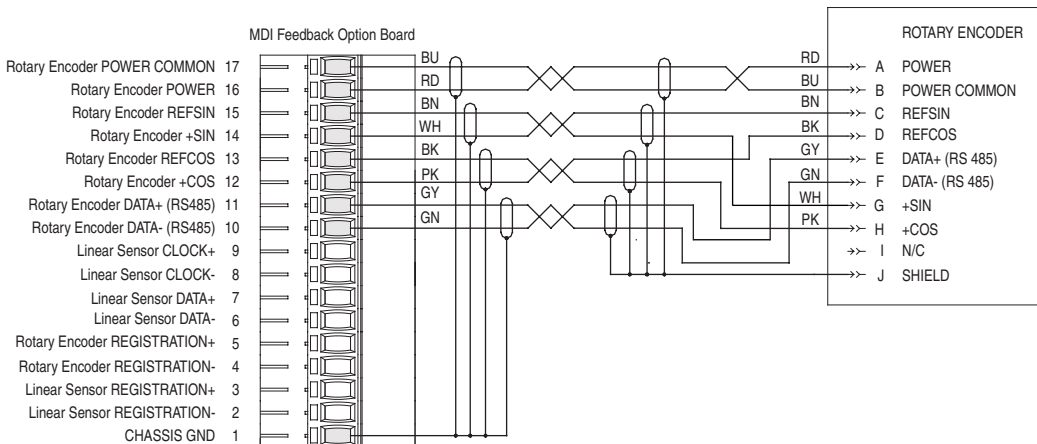 MDI Feedback Option Board
ROTARY ENCODER
Rotary Encoder POWER COMMON 17 BU RD A POWER
Rotary Encoder POWER 16 RD BU B POWER COMMON
Rotary Encoder REFSIN 15 BN BN C REFSIN
Rotary Encoder +SIN 14 WH BK D REFCOS
Rotary Encoder REFCOS 13 BK GY E DATA+ (RS 485)
Rotary Encoder +COS 12 PK GN F DATA- (RS 485)
Rotary Encoder DATA+ (RS485) 11 GY WH G +SIN
Rotary Encoder DATA- (RS485) 10 GN PK H +COS
Linear Sensor CLOCK+ 9 I N/C
Linear Sensor CLOCK- 8 J SHIELD
Linear Sensor DATA+ 7
Linear Sensor DATA- 6
Rotary Encoder REGISTRATION+ 5
Rotary Encoder REGISTRATION- 4
Linear Sensor REGISTRATION+ 3
Linear Sensor REGISTRATION- 2
CHASSIS GND 1